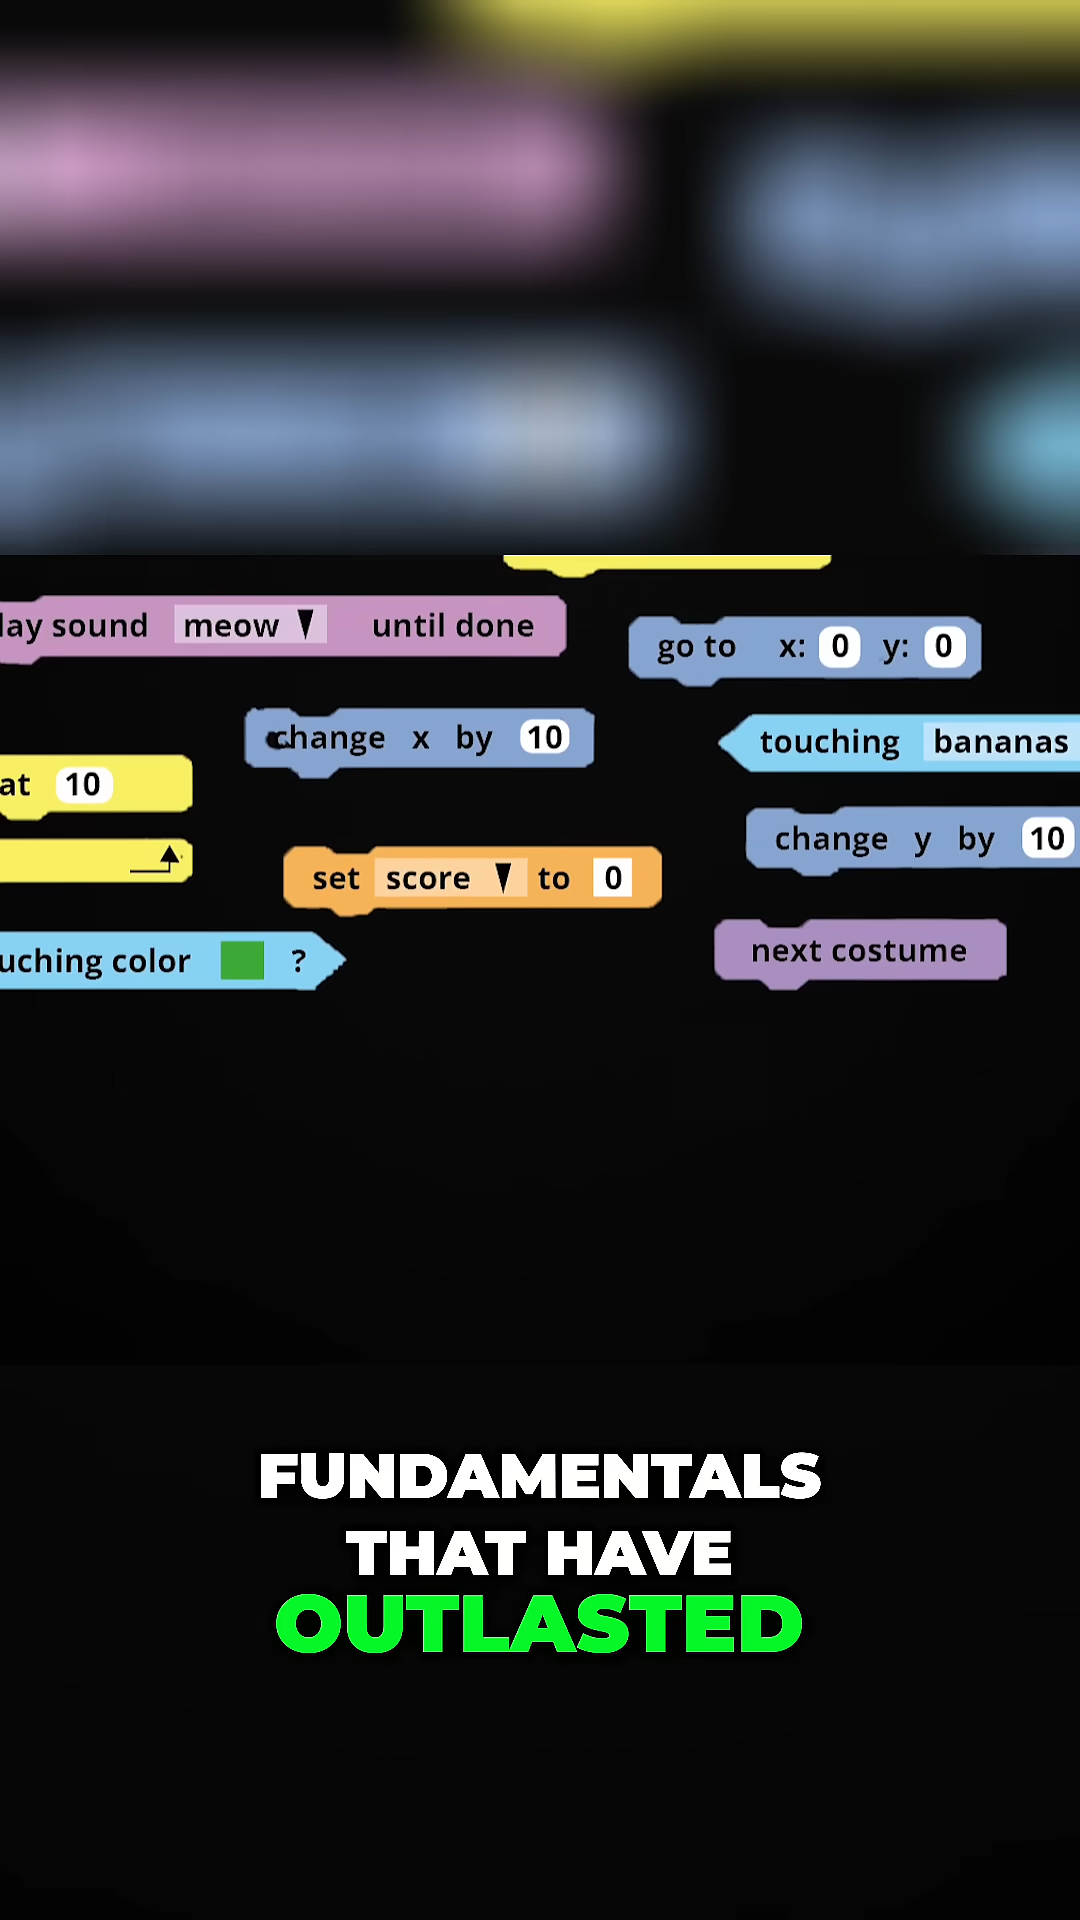 lay sound meow until done
go to x: 0 y: 0
change x by 10
touching bananas
at 10
change y by 10
set score to 0
uching color ?
next costume
FUNDAMENTALS
THAT HAVE
OUTLASTED